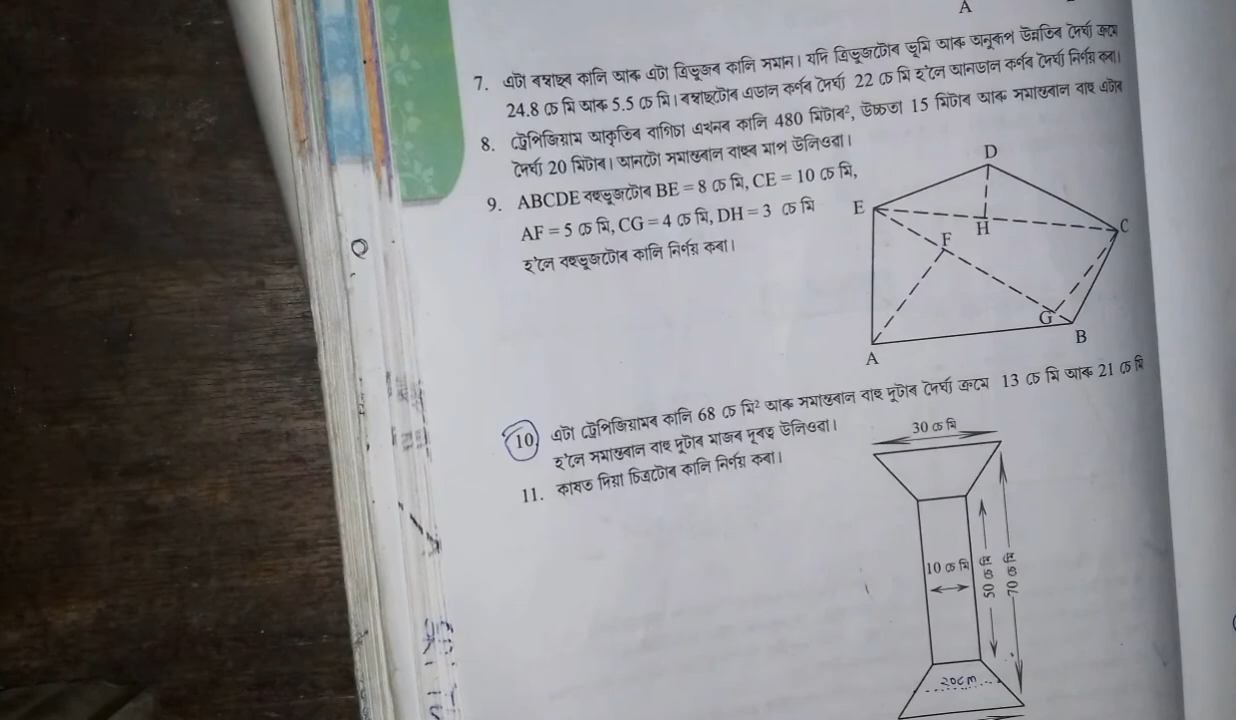 A
7. এটা ৰম্বাছৰ কালি আৰু এটা ত্ৰিভূজৰ কালি সমান। যদি ত্ৰিভূজটোৰ ভূমি আৰু অনুৰূপ উন্নতিৰ দৈৰ্ঘ্য ক্ৰমে
24.8 চে মি আৰু 5.5 চে মি। ৰম্বাছটোৰ এডাল কৰ্ণৰ দৈৰ্ঘ্য 22 চে মি হ'লে আনডাল কৰ্ণৰ দৈৰ্ঘ্য নিৰ্ণয় কৰা।
8. ট্ৰেপিজিয়াম আকৃতিৰ বাগিচা এখনৰ কালি 480 মিটাৰ², উচ্চতা 15 মিটাৰ আৰু সমান্তৰাল বাহু এটাৰ
দৈৰ্ঘ্য 20 মিটাৰ। আনটো সমান্তৰাল বাহুৰ মাপ উলিওৱা।
9. ABCDE বহুভূজটোৰ BE = 8 চে মি, CE = 10 চে মি,
AF = 5 চে মি, CG = 4 চে মি, DH = 3 চে মি
হ'লে বহুভূজটোৰ কালি নিৰ্ণয় কৰা।
D
E
H
C
F
G
B
A
10. এটা ট্ৰেপিজিয়ামৰ কালি 68 চে মি² আৰু সমান্তৰাল বাহু দুটাৰ দৈৰ্ঘ্য ক্ৰমে 13 চে মি আৰু 21 চে মি
হ'লে সমান্তৰাল বাহু দুটাৰ মাজৰ দূৰত্ব উলিওৱা।
11. কাষত দিয়া চিত্ৰটোৰ কালি নিৰ্ণয় কৰা।
30 চে মি
10 চে মি
50 চে মি
70 চে মি
20cm